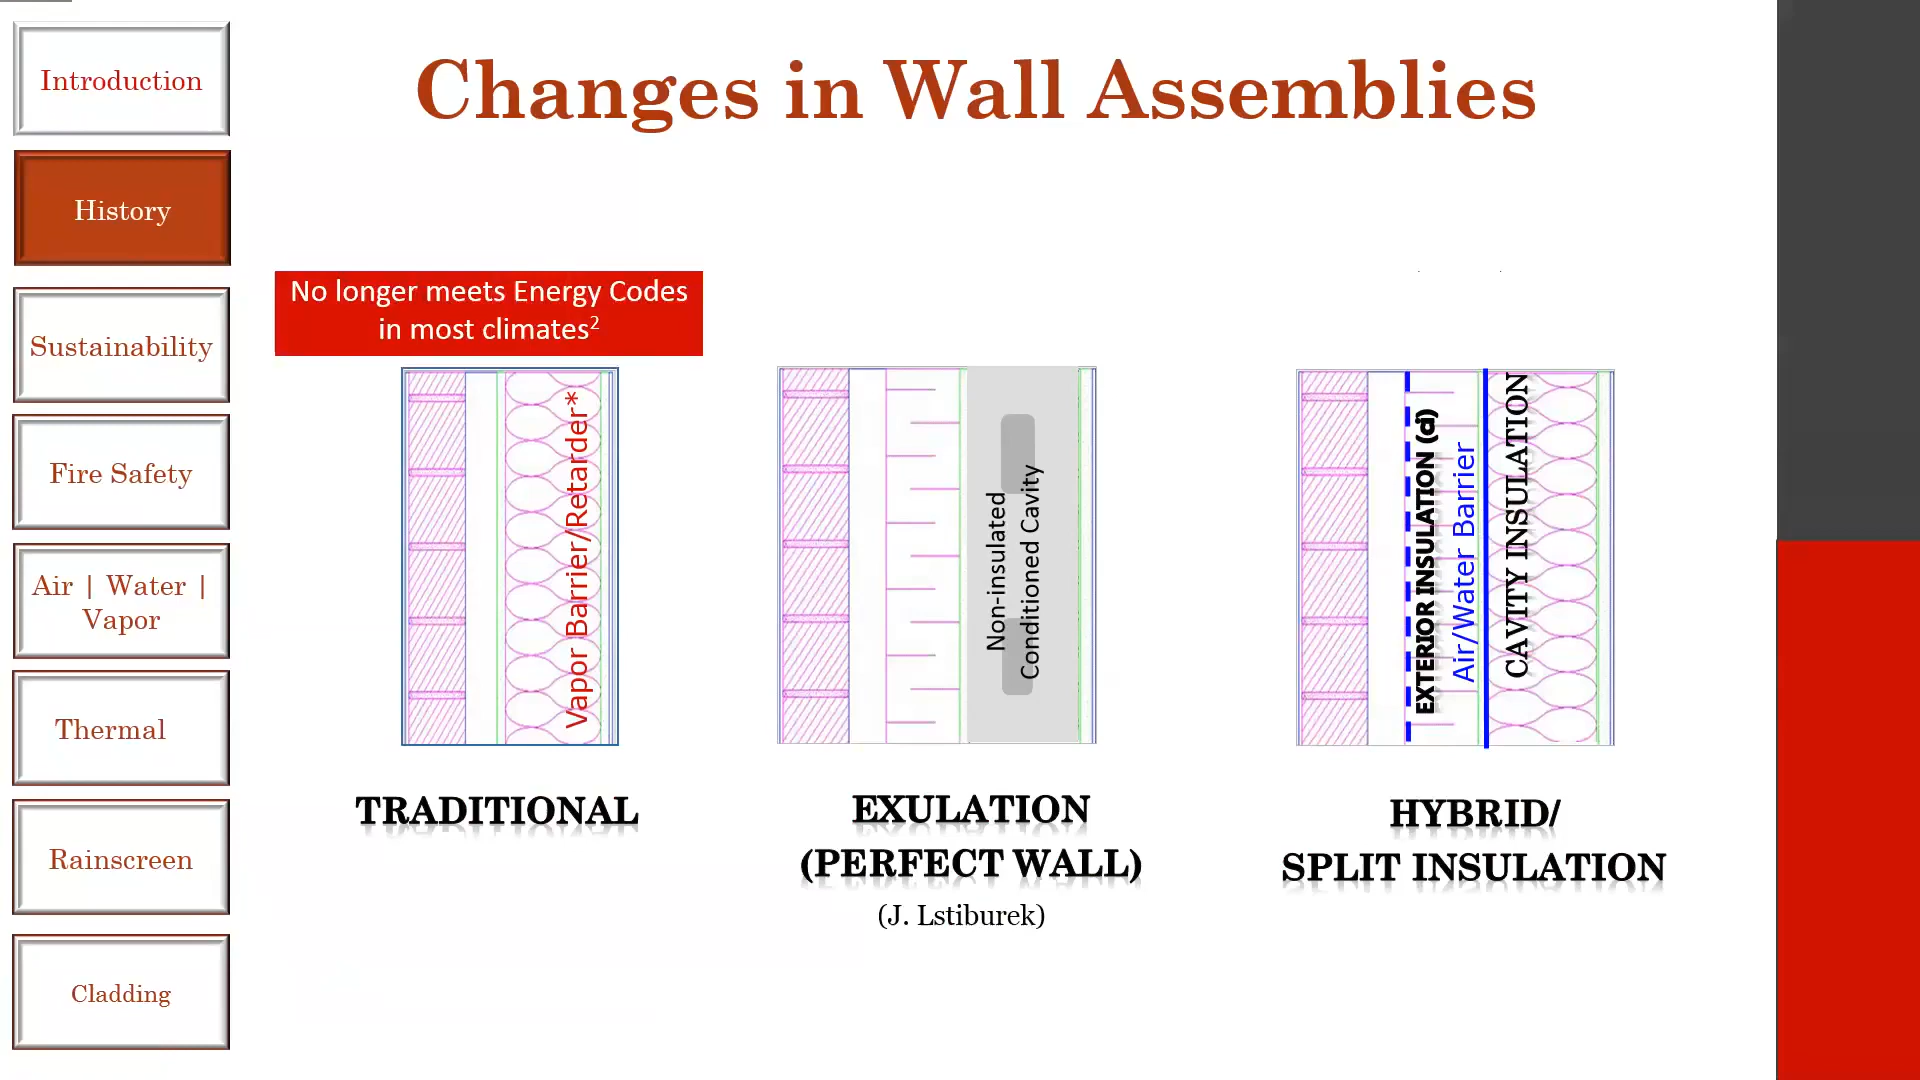 Changes in Wall Assemblies
Introduction
History
Sustainability
Fire Safety
Air | Water |
Vapor
Thermal
Rainscreen
Cladding
No longer meets Energy Codes
in most climates²
Vapor Barrier/Retarder*
TRADITIONAL
Non-insulated
Conditioned Cavity
EXULATION
(PERFECT WALL)
(J. Lstiburek)
EXTERIOR INSULATION (ci)
Air/Water Barrier
CAVITY INSULATION
HYBRID/
SPLIT INSULATION